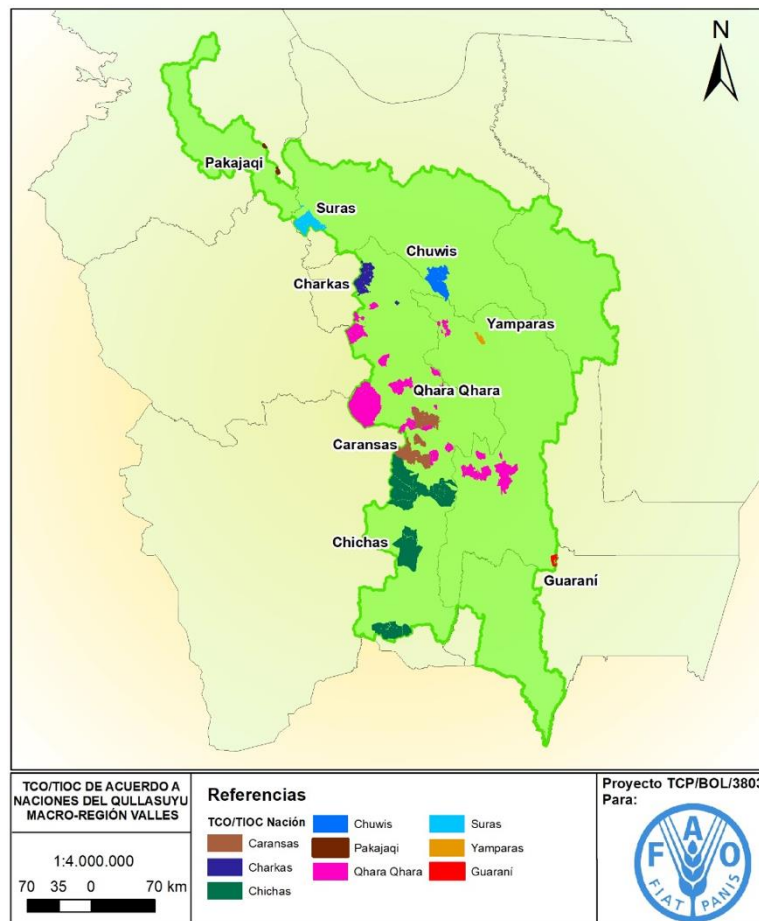 N
Pakajaqi
Suras
Chuwis
Charkas
Yamparas
Qhara Qhara
Caransas
Chichas
Guaraní
TCO/TIOC DE ACUERDO A
NACIONES DEL QULLASUYU
MACRO-REGIÓN VALLES
1:4.000.000
70 35 0 70 km
Referencias
TCO/TIOC Nación
Caransas
Charkas
Chichas
Chuwis
Pakajaqi
Qhara Qhara
Suras
Yamparas
Guaraní
Proyecto TCP/BOL/3803
Para:
FAO
FIAT PANIS